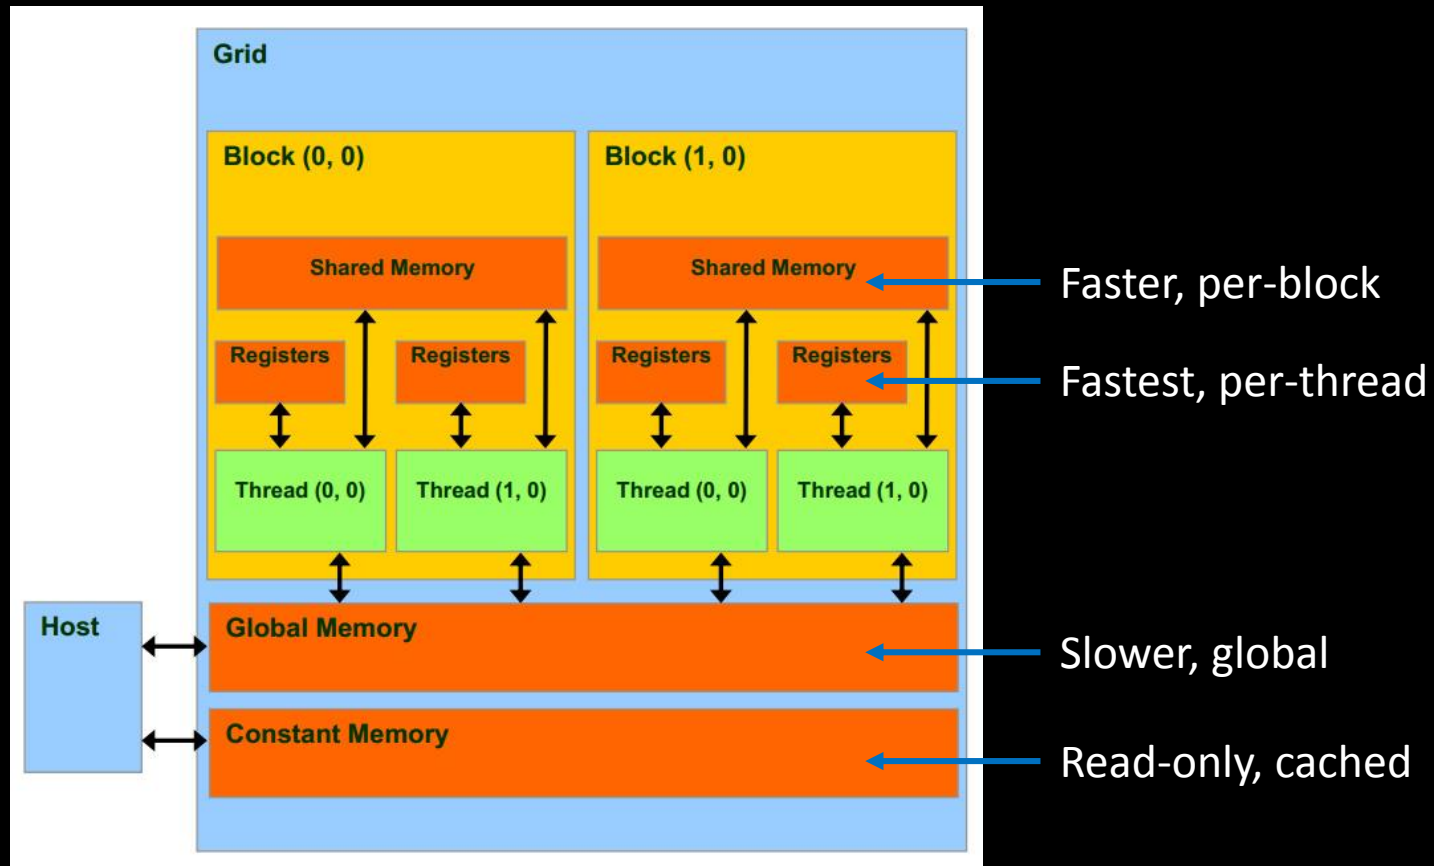 Grid
Block (0, 0)
Block (1, 0)
Shared Memory
Shared Memory
Faster, per-block
Registers
Registers
Registers
Registers
Fastest, per-thread
Thread (0, 0)
Thread (1, 0)
Thread (0, 0)
Thread (1, 0)
Host
Global Memory
Slower, global
Constant Memory
Read-only, cached